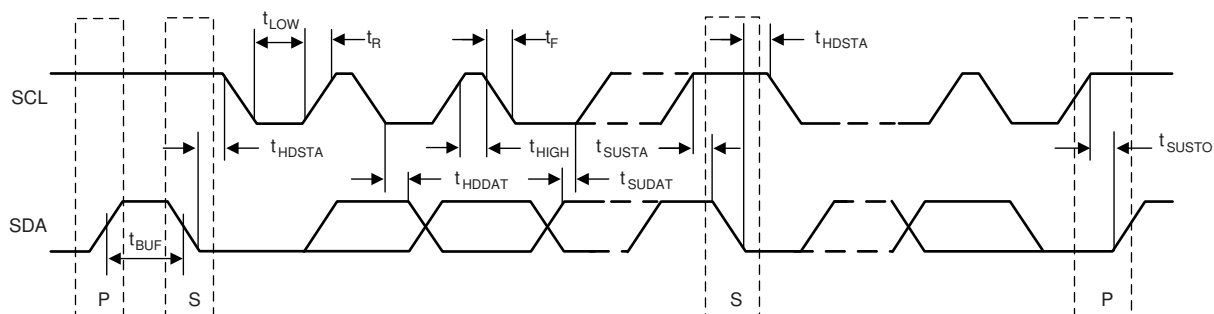 tLOW
tR
tF
tHDSTA
SCL
tHDSTA
tHIGH
tSUSTA
tSUSTO
tHDDAT
tSUDAT
SDA
tBUF
P
S
S
P